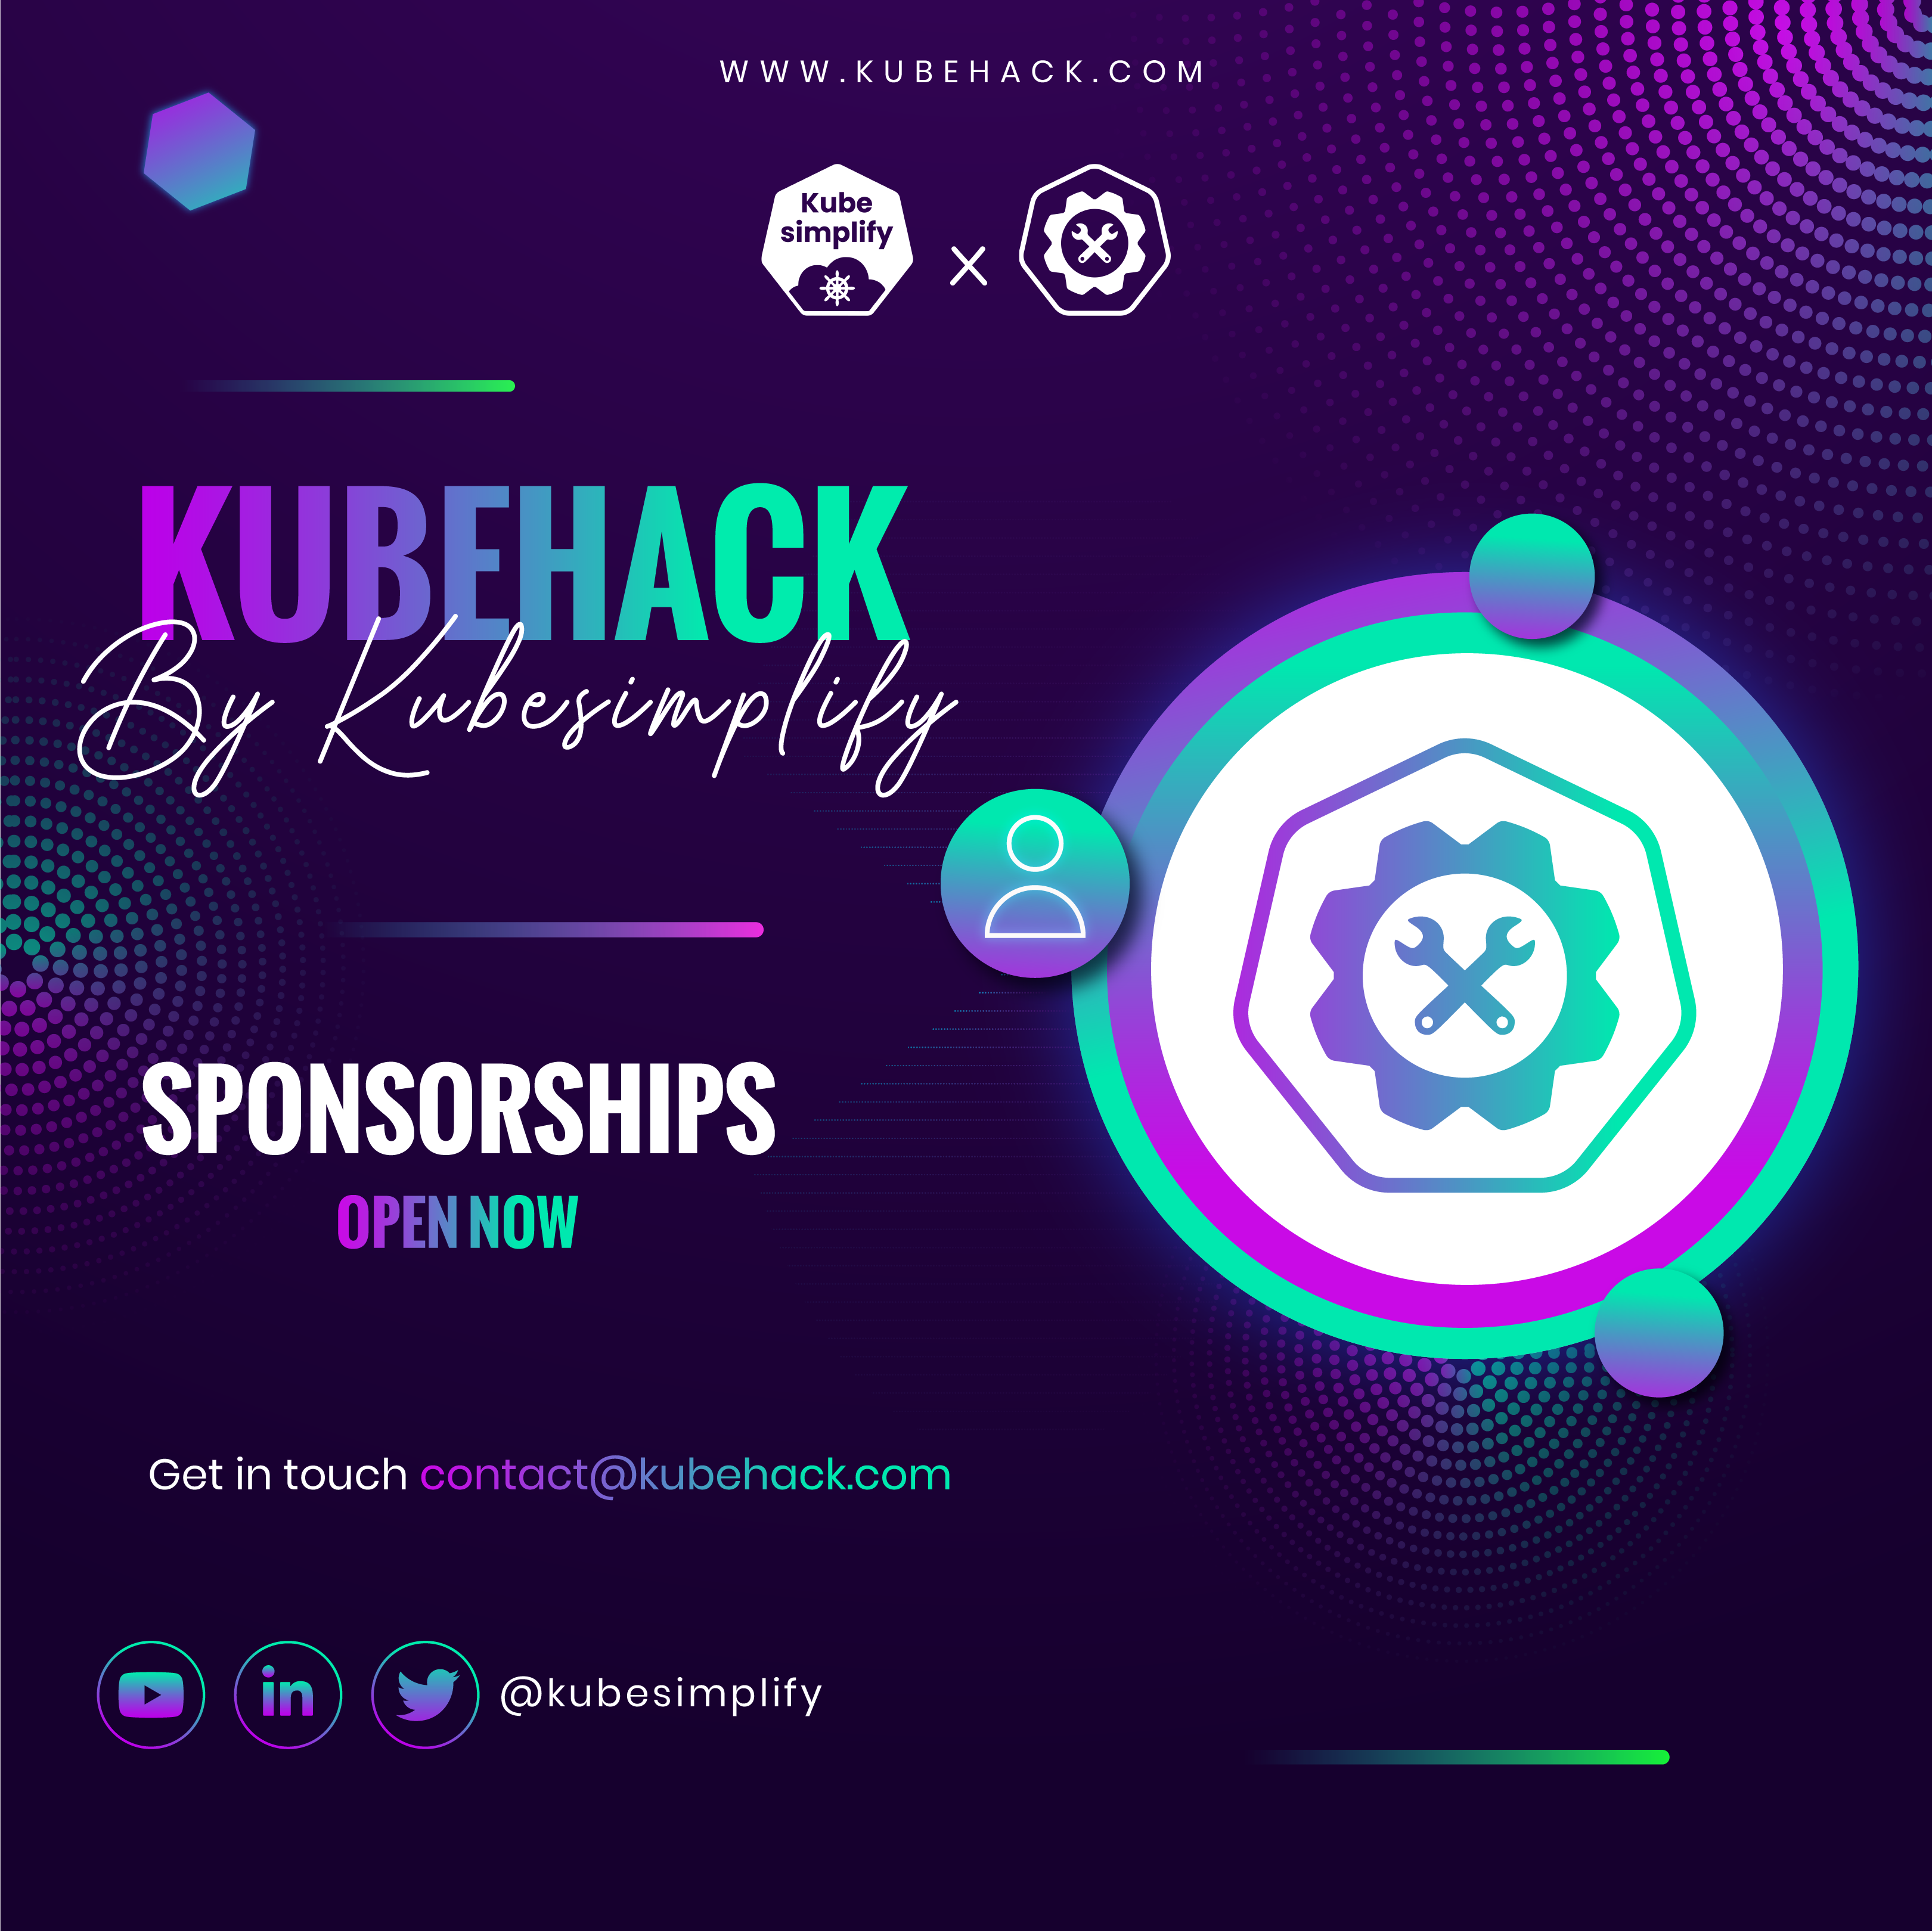 WWW.KUBEHACK.COM
Kube
simplify
KUBEHACK
By Kubesimplify
SPONSORSHIPS
OPEN NOW
Get in touch contact@kubehack.com
in
@kubesimplify